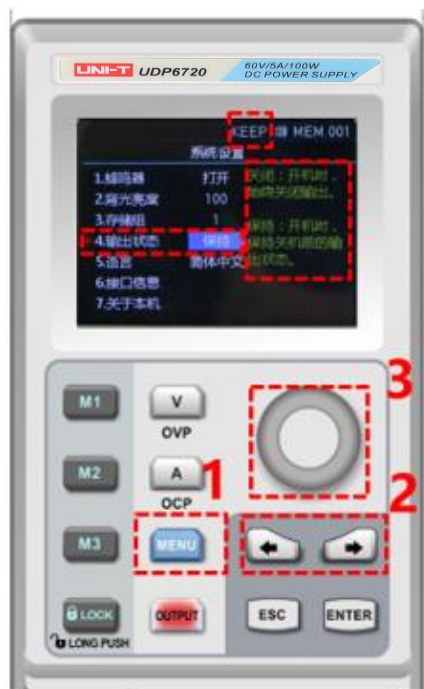 UNI-T UDP6720 60V/5A/100W
DC POWER SUPPLY
KEEP MEM 001
系统设置
1.蜂鸣器 打开
2.背光亮度 100
3.存储组 1
4.输出状态 保持
5.语言 简体中文
6.接口信息
7.关于本机
关闭：开机时，
始终关闭输出。
保持：开机时，
保持关机前的输
出状态。
3
M1 V
OVP
M2 A 1
OCP
2
M3 MENU
LOCK OUTPUT ESC ENTER
LONG PUSH